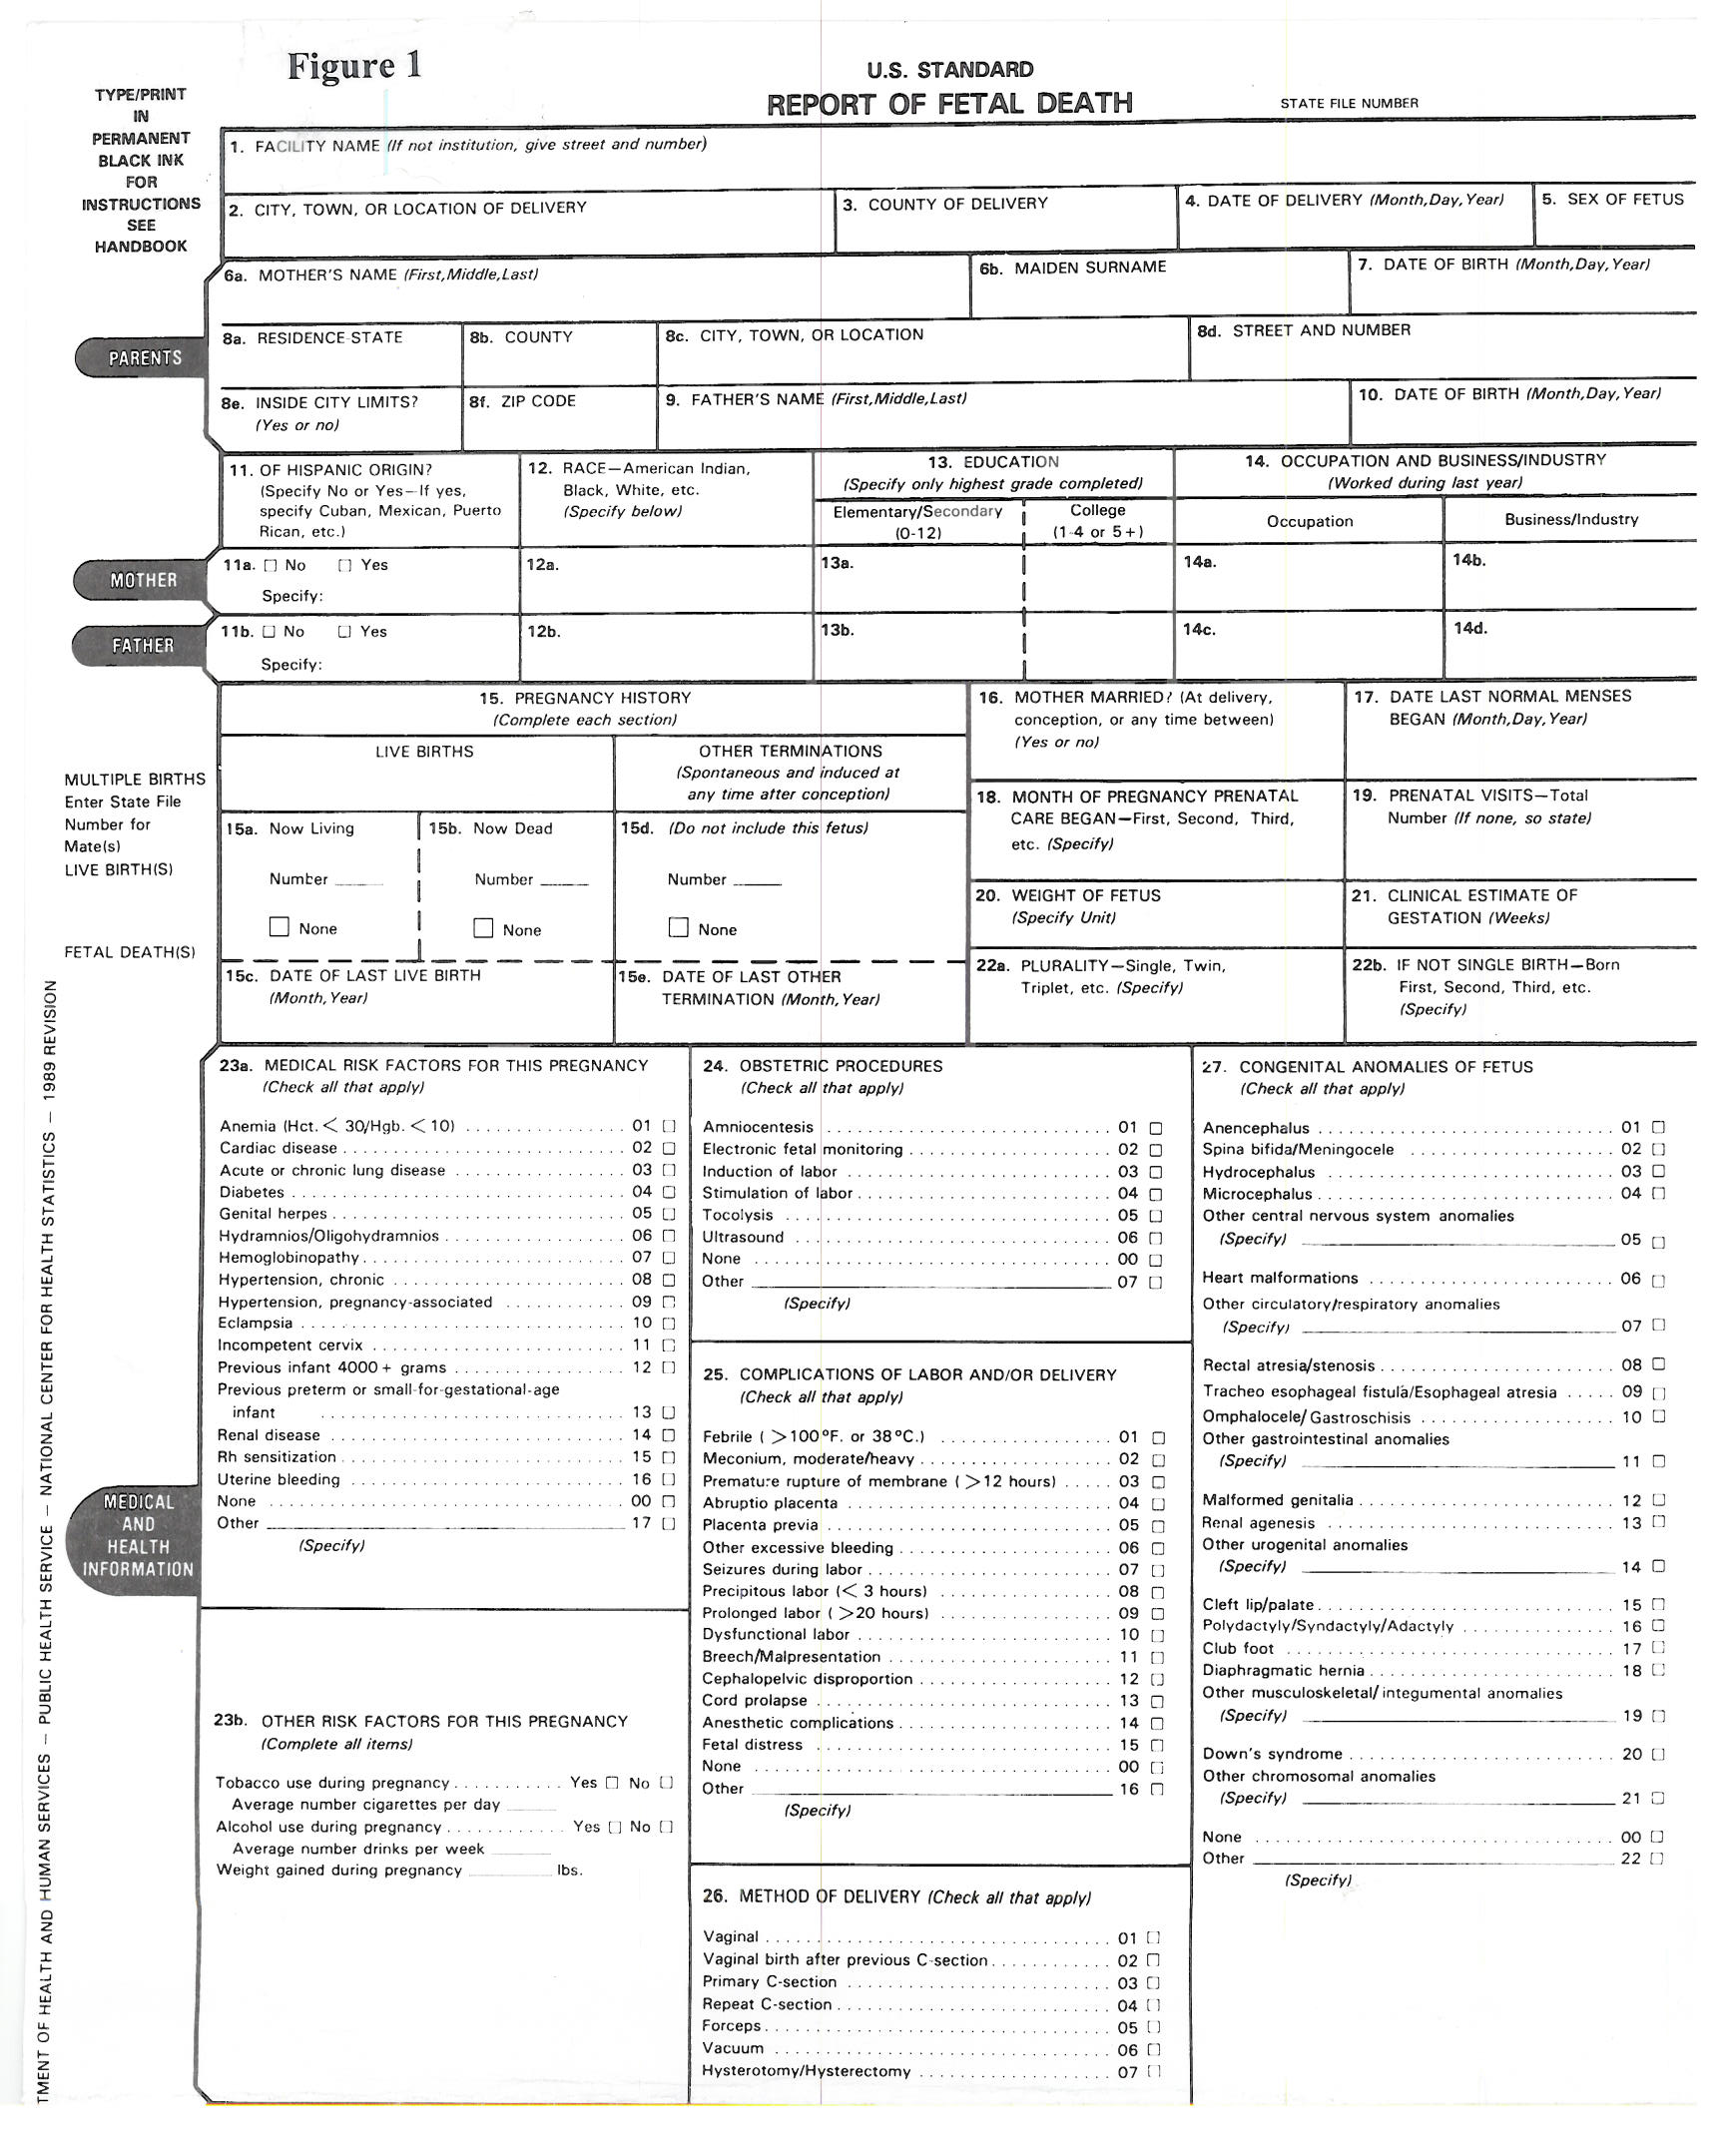 Figure 1
U.S. STANDARD
REPORT OF FETAL DEATH
STATE FILE NUMBER
TYPE/PRINT
IN
PERMANENT
BLACK INK
FOR
INSTRUCTIONS
SEE
HANDBOOK
1. FACILITY NAME (If not institution, give street and number)
2. CITY, TOWN, OR LOCATION OF DELIVERY
3. COUNTY OF DELIVERY
4. DATE OF DELIVERY (Month,Day,Year)
5. SEX OF FETUS
PARENTS
6a. MOTHER'S NAME (First,Middle,Last)
6b. MAIDEN SURNAME
7. DATE OF BIRTH (Month,Day,Year)
8a. RESIDENCE-STATE
8b. COUNTY
8c. CITY, TOWN, OR LOCATION
8d. STREET AND NUMBER
8e. INSIDE CITY LIMITS?
(Yes or no)
8f. ZIP CODE
9. FATHER'S NAME (First,Middle,Last)
10. DATE OF BIRTH (Month,Day,Year)
11. OF HISPANIC ORIGIN?
(Specify No or Yes—If yes,
specify Cuban, Mexican, Puerto
Rican, etc.)
12. RACE—American Indian,
Black, White, etc.
(Specify below)
13. EDUCATION
(Specify only highest grade completed)
Elementary/Secondary
(0-12)
College
(1-4 or 5+)
14. OCCUPATION AND BUSINESS/INDUSTRY
(Worked during last year)
Occupation
Business/Industry
MOTHER
11a. No Yes
Specify:
12a.
13a.
14a.
14b.
FATHER
11b. No Yes
Specify:
12b.
13b.
14c.
14d.
MULTIPLE BIRTHS
Enter State File
Number for
Mate(s)
LIVE BIRTH(S)
FETAL DEATH(S)
15. PREGNANCY HISTORY
(Complete each section)
LIVE BIRTHS
OTHER TERMINATIONS
(Spontaneous and induced at
any time after conception)
15a. Now Living
Number
None
15b. Now Dead
Number
None
15d. (Do not include this fetus)
Number
None
15c. DATE OF LAST LIVE BIRTH
(Month,Year)
15e. DATE OF LAST OTHER
TERMINATION (Month,Year)
16. MOTHER MARRIED? (At delivery,
conception, or any time between)
(Yes or no)
17. DATE LAST NORMAL MENSES
BEGAN (Month,Day,Year)
18. MONTH OF PREGNANCY PRENATAL
CARE BEGAN—First, Second, Third,
etc. (Specify)
19. PRENATAL VISITS—Total
Number (If none, so state)
20. WEIGHT OF FETUS
(Specify Unit)
21. CLINICAL ESTIMATE OF
GESTATION (Weeks)
22a. PLURALITY—Single, Twin,
Triplet, etc. (Specify)
22b. IF NOT SINGLE BIRTH—Born
First, Second, Third, etc.
(Specify)
MEDICAL
AND
HEALTH
INFORMATION
23a. MEDICAL RISK FACTORS FOR THIS PREGNANCY
(Check all that apply)
Anemia (Hct. < 30/Hgb. < 10) 01
Cardiac disease 02
Acute or chronic lung disease 03
Diabetes 04
Genital herpes 05
Hydramnios/Oligohydramnios 06
Hemoglobinopathy 07
Hypertension, chronic 08
Hypertension, pregnancy-associated 09
Eclampsia 10
Incompetent cervix 11
Previous infant 4000+ grams 12
Previous preterm or small-for-gestational-age
infant 13
Renal disease 14
Rh sensitization 15
Uterine bleeding 16
None 00
Other 17
(Specify)
23b. OTHER RISK FACTORS FOR THIS PREGNANCY
(Complete all items)
Tobacco use during pregnancy Yes No
Average number cigarettes per day
Alcohol use during pregnancy Yes No
Average number drinks per week
Weight gained during pregnancy lbs.
24. OBSTETRIC PROCEDURES
(Check all that apply)
Amniocentesis 01
Electronic fetal monitoring 02
Induction of labor 03
Stimulation of labor 04
Tocolysis 05
Ultrasound 06
None 00
Other 07
(Specify)
25. COMPLICATIONS OF LABOR AND/OR DELIVERY
(Check all that apply)
Febrile (>100°F. or 38°C.) 01
Meconium, moderate/heavy 02
Premature rupture of membrane (>12 hours) 03
Abruptio placenta 04
Placenta previa 05
Other excessive bleeding 06
Seizures during labor 07
Precipitous labor (< 3 hours) 08
Prolonged labor (>20 hours) 09
Dysfunctional labor 10
Breech/Malpresentation 11
Cephalopelvic disproportion 12
Cord prolapse 13
Anesthetic complications 14
Fetal distress 15
None 00
Other 16
(Specify)
26. METHOD OF DELIVERY (Check all that apply)
Vaginal 01
Vaginal birth after previous C-section 02
Primary C-section 03
Repeat C-section 04
Forceps 05
Vacuum 06
Hysterotomy/Hysterectomy 07
27. CONGENITAL ANOMALIES OF FETUS
(Check all that apply)
Anencephalus 01
Spina bifida/Meningocele 02
Hydrocephalus 03
Microcephalus 04
Other central nervous system anomalies
(Specify) 05
Heart malformations 06
Other circulatory/respiratory anomalies
(Specify) 07
Rectal atresia/stenosis 08
Tracheo esophageal fistula/Esophageal atresia 09
Omphalocele/Gastroschisis 10
Other gastrointestinal anomalies
(Specify) 11
Malformed genitalia 12
Renal agenesis 13
Other urogenital anomalies
(Specify) 14
Cleft lip/palate 15
Polydactyly/Syndactyly/Adactyly 16
Club foot 17
Diaphragmatic hernia 18
Other musculoskeletal/integumental anomalies
(Specify) 19
Down's syndrome 20
Other chromosomal anomalies
(Specify) 21
None 00
Other 22
(Specify)
TMENT OF HEALTH AND HUMAN SERVICES — PUBLIC HEALTH SERVICE — NATIONAL CENTER FOR HEALTH STATISTICS — 1989 REVISION